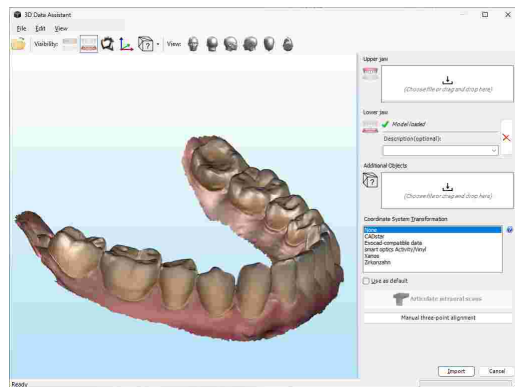 3D Data Assistant
File Edit View
Visibility: View:
Upper jaw
(Choose file or drag and drop here)
Lower jaw
Model loaded
Description(optional):
Additional Objects
(Choose file or drag and drop here)
Coordinate System Transformation
None
CADstar
Exocad-compatible data
smart optics Activity/Vinyl
Xanos
Zirkonzahn
Use as default
Articulate intraoral scans
Manual three-point alignment
Import Cancel
Ready